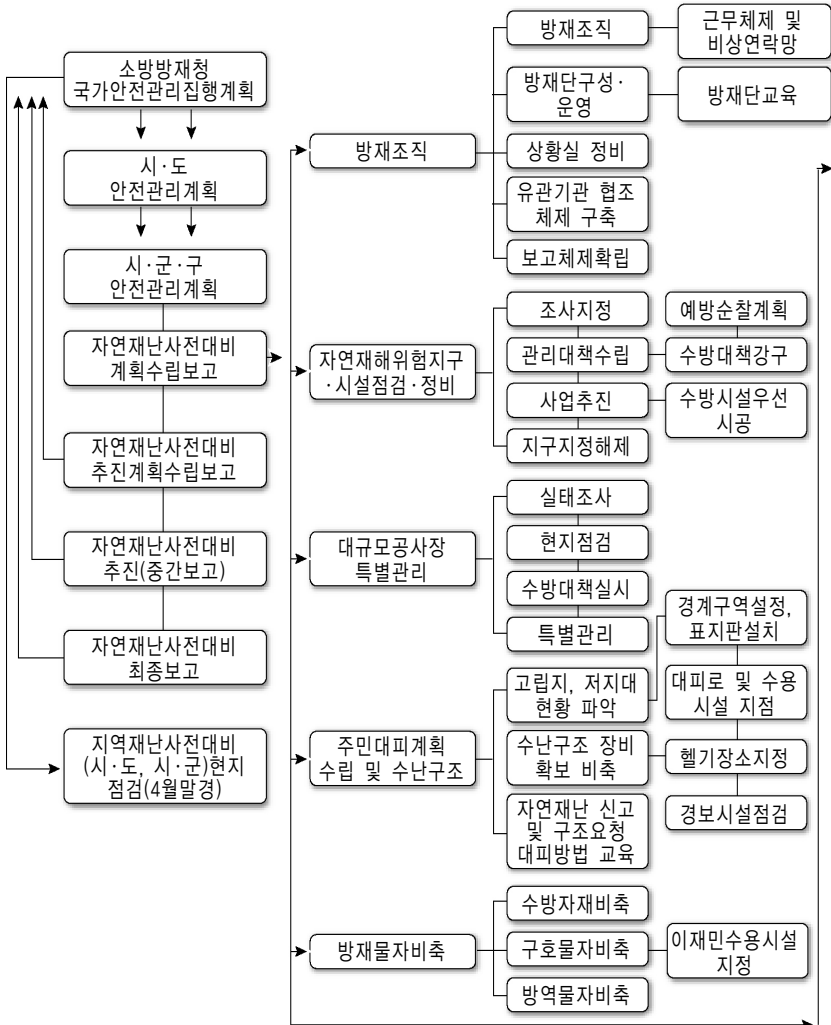 소방방재청
국가안전관리집행계획
시·도
안전관리계획
시·군·구
안전관리계획
자연재난사전대비
계획수립보고
자연재난사전대비
추진계획수립보고
자연재난사전대비
추진(중간보고)
자연재난사전대비
최종보고
지역재난사전대비
(시·도, 시·군)현지
점검(4월말경)
방재조직
방재조직
근무체제 및
비상연락망
방재단구성·
운영
방재단교육
상황실 정비
유관기관 협조
체제 구축
보고체제확립
자연재해위험지구
·시설점검·정비
조사지정
예방순찰계획
관리대책수립
수방대책강구
사업추진
수방시설우선
시공
지구지정해제
대규모공사장
특별관리
실태조사
현지점검
수방대책실시
특별관리
주민대피계획
수립 및 수난구조
고립지, 저지대
현황 파악
경계구역설정,
표지판설치
대피로 및 수용
시설 지점
수난구조 장비
확보 비축
헬기장소지정
경보시설점검
자연재난 신고
및 구조요청
대피방법 교육
방재물자비축
수방자재비축
구호물자비축
이재민수용시설
지정
방역물자비축